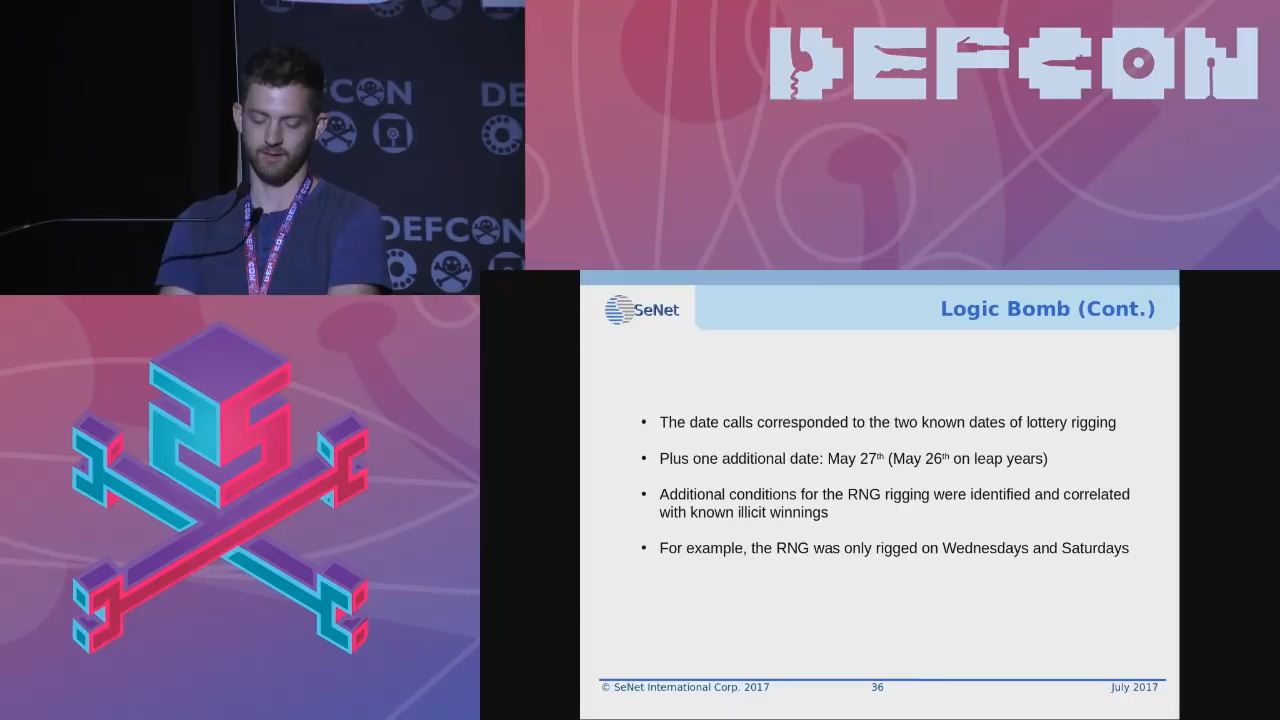 DEFCON
CON
DE
DEFCON
SeNet
Logic Bomb (Cont.)
• The date calls corresponded to the two known dates of lottery rigging
• Plus one additional date: May 27th (May 26th on leap years)
• Additional conditions for the RNG rigging were identified and correlated
with known illicit winnings
• For example, the RNG was only rigged on Wednesdays and Saturdays
© SeNet International Corp. 2017
36
July 2017